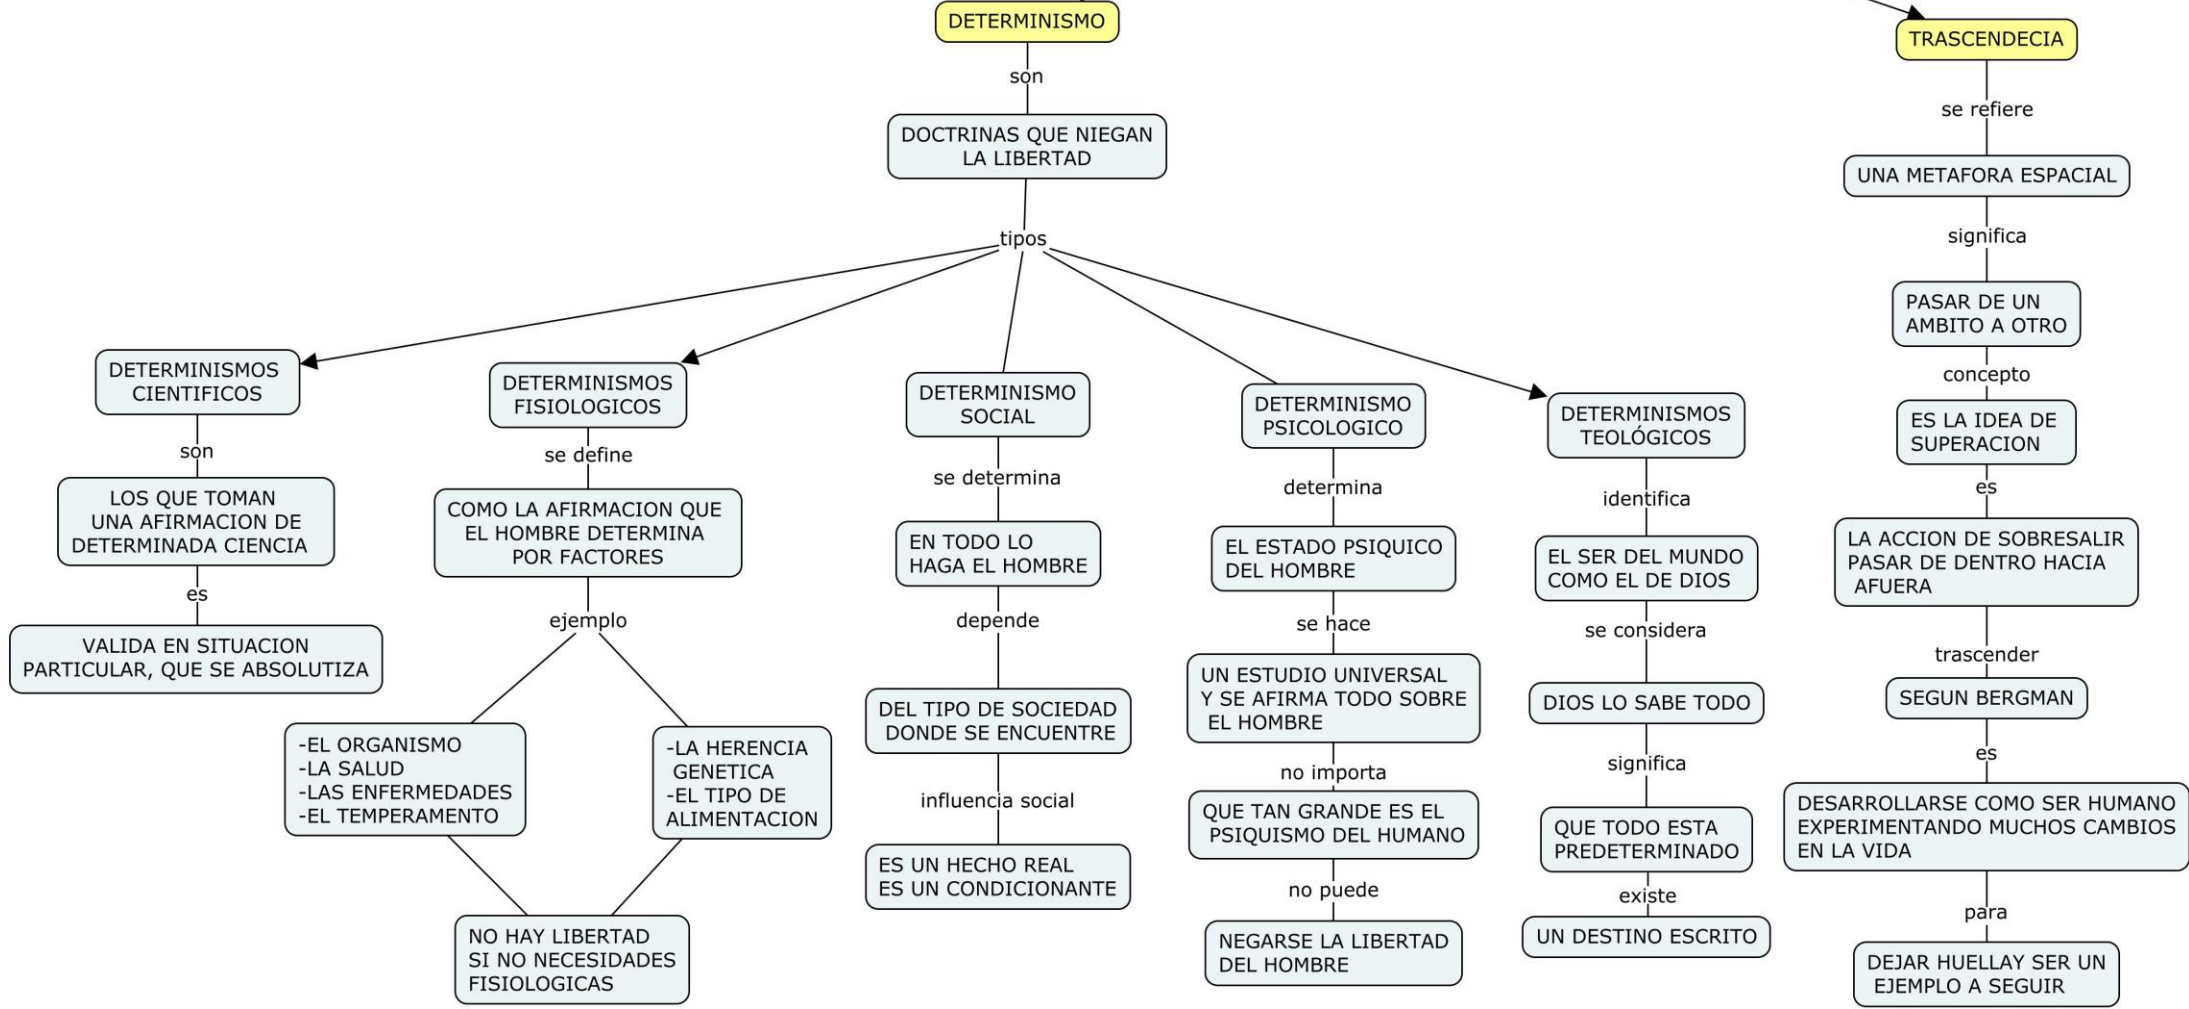 DETERMINISMO
son
DOCTRINAS QUE NIEGAN
LA LIBERTAD
tipos
DETERMINISMOS
CIENTIFICOS
son
LOS QUE TOMAN
UNA AFIRMACION DE
DETERMINADA CIENCIA
es
VALIDA EN SITUACION
PARTICULAR, QUE SE ABSOLUTIZA
DETERMINISMOS
FISIOLOGICOS
se define
COMO LA AFIRMACION QUE
EL HOMBRE DETERMINA
POR FACTORES
ejemplo
-EL ORGANISMO
-LA SALUD
-LAS ENFERMEDADES
-EL TEMPERAMENTO
-LA HERENCIA
GENETICA
-EL TIPO DE
ALIMENTACION
NO HAY LIBERTAD
SI NO NECESIDADES
FISIOLOGICAS
DETERMINISMO
SOCIAL
se determina
EN TODO LO
HAGA EL HOMBRE
depende
DEL TIPO DE SOCIEDAD
DONDE SE ENCUENTRE
influencia social
ES UN HECHO REAL
ES UN CONDICIONANTE
DETERMINISMO
PSICOLOGICO
determina
EL ESTADO PSIQUICO
DEL HOMBRE
se hace
UN ESTUDIO UNIVERSAL
Y SE AFIRMA TODO SOBRE
EL HOMBRE
no importa
QUE TAN GRANDE ES EL
PSIQUISMO DEL HUMANO
no puede
NEGARSE LA LIBERTAD
DEL HOMBRE
DETERMINISMOS
TEOLÓGICOS
identifica
EL SER DEL MUNDO
COMO EL DE DIOS
se considera
DIOS LO SABE TODO
significa
QUE TODO ESTA
PREDETERMINADO
existe
UN DESTINO ESCRITO
TRASCENDECIA
se refiere
UNA METAFORA ESPACIAL
significa
PASAR DE UN
AMBITO A OTRO
concepto
ES LA IDEA DE
SUPERACION
es
LA ACCION DE SOBRESALIR
PASAR DE DENTRO HACIA
AFUERA
trascender
SEGUN BERGMAN
es
DESARROLLARSE COMO SER HUMANO
EXPERIMENTANDO MUCHOS CAMBIOS
EN LA VIDA
para
DEJAR HUELLAY SER UN
EJEMPLO A SEGUIR